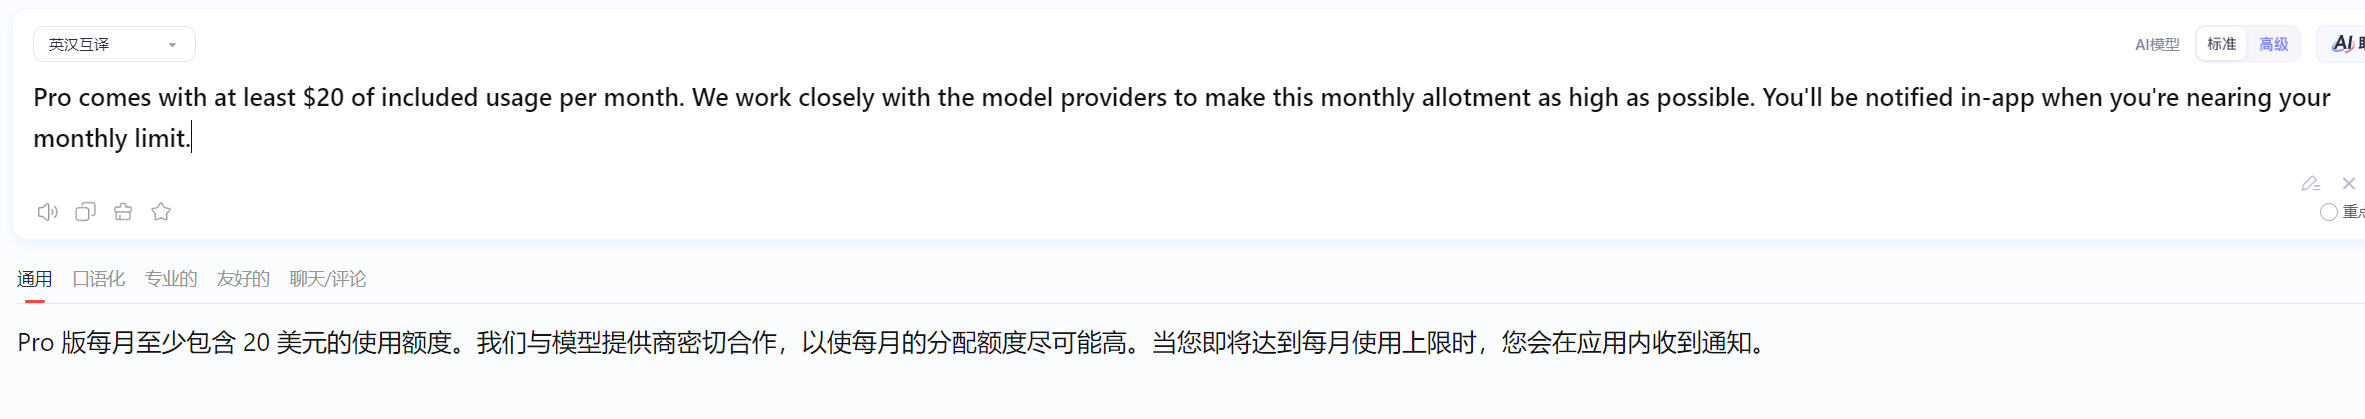 英汉互译
AI模型 标准 高级 AI
Pro comes with at least $20 of included usage per month. We work closely with the model providers to make this monthly allotment as high as possible. You'll be notified in-app when you're nearing your
monthly limit.
重
通用 口语化 专业的 友好的 聊天/评论
Pro 版每月至少包含 20 美元的使用额度。我们与模型提供商密切合作，以使每月的分配额度尽可能高。当您即将达到每月使用上限时，您会在应用内收到通知。